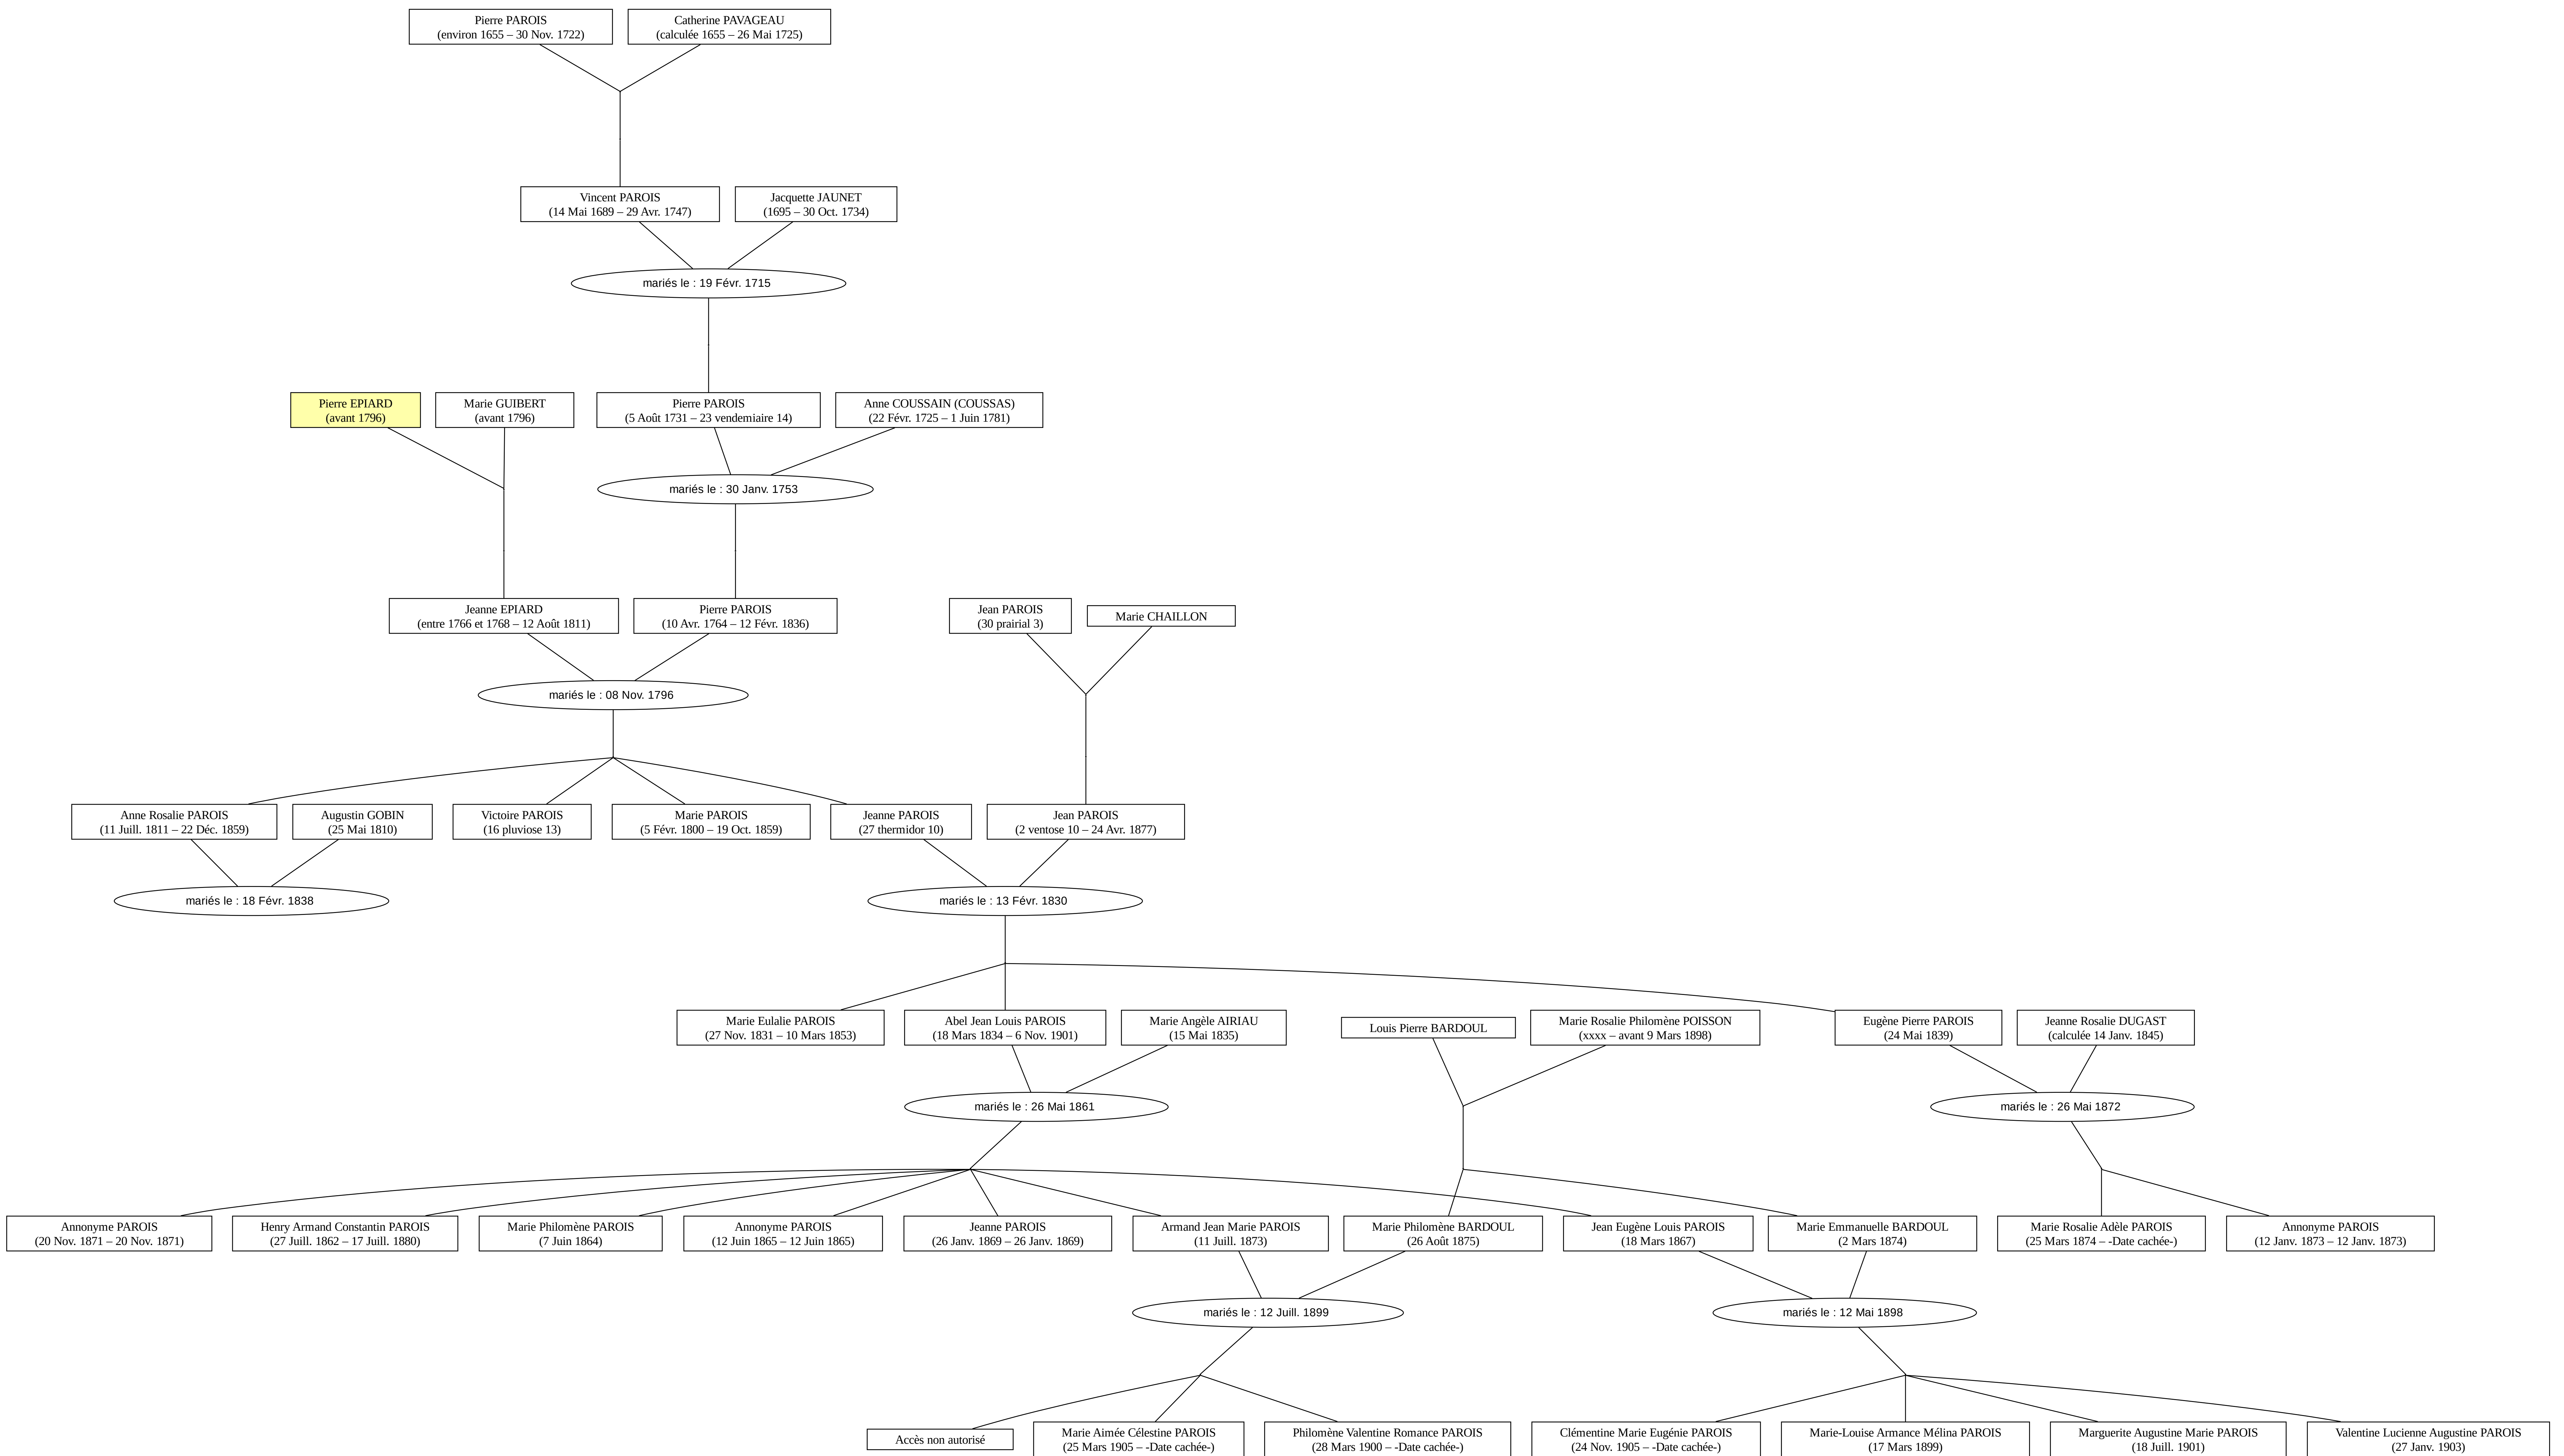 Pierre PAROIS
(environ 1655 – 30 Nov. 1722)
Catherine PAVAGEAU
(calculée 1655 – 26 Mai 1725)
Vincent PAROIS
(14 Mai 1689 – 29 Avr. 1747)
Jacquette JAUNET
(1695 – 30 Oct. 1734)
mariés le : 19 Févr. 1715
Pierre EPIARD
(avant 1796)
Marie GUIBERT
(avant 1796)
Pierre PAROIS
(5 Août 1731 – 23 vendemiaire 14)
Anne COUSSAIN (COUSSAS)
(22 Févr. 1725 – 1 Juin 1781)
mariés le : 30 Janv. 1753
Jeanne EPIARD
(entre 1766 et 1768 – 12 Août 1811)
Pierre PAROIS
(10 Avr. 1764 – 12 Févr. 1836)
Jean PAROIS
(30 prairial 3)
Marie CHAILLON
mariés le : 08 Nov. 1796
Anne Rosalie PAROIS
(11 Juill. 1811 – 22 Déc. 1859)
Augustin GOBIN
(25 Mai 1810)
Victoire PAROIS
(16 pluviose 13)
Marie PAROIS
(5 Févr. 1800 – 19 Oct. 1859)
Jeanne PAROIS
(27 thermidor 10)
Jean PAROIS
(2 ventose 10 – 24 Avr. 1877)
mariés le : 18 Févr. 1838
mariés le : 13 Févr. 1830
Marie Eulalie PAROIS
(27 Nov. 1831 – 10 Mars 1853)
Abel Jean Louis PAROIS
(18 Mars 1834 – 6 Nov. 1901)
Marie Angèle AIRIAU
(15 Mai 1835)
Louis Pierre BARDOUL
Marie Rosalie Philomène POISSON
(xxxx – avant 9 Mars 1898)
Eugène Pierre PAROIS
(24 Mai 1839)
Jeanne Rosalie DUGAST
(calculée 14 Janv. 1845)
mariés le : 26 Mai 1861
mariés le : 26 Mai 1872
Annonyme PAROIS
(20 Nov. 1871 – 20 Nov. 1871)
Henry Armand Constantin PAROIS
(27 Juill. 1862 – 17 Juill. 1880)
Marie Philomène PAROIS
(7 Juin 1864)
Annonyme PAROIS
(12 Juin 1865 – 12 Juin 1865)
Jeanne PAROIS
(26 Janv. 1869 – 26 Janv. 1869)
Armand Jean Marie PAROIS
(11 Juill. 1873)
Marie Philomène BARDOUL
(26 Août 1875)
Jean Eugène Louis PAROIS
(18 Mars 1867)
Marie Emmanuelle BARDOUL
(2 Mars 1874)
Marie Rosalie Adèle PAROIS
(25 Mars 1874 – -Date cachée-)
Annonyme PAROIS
(12 Janv. 1873 – 12 Janv. 1873)
mariés le : 12 Juill. 1899
mariés le : 12 Mai 1898
Accès non autorisé
Marie Aimée Célestine PAROIS
(25 Mars 1905 – -Date cachée-)
Philomène Valentine Romance PAROIS
(28 Mars 1900 – -Date cachée-)
Clémentine Marie Eugénie PAROIS
(24 Nov. 1905 – -Date cachée-)
Marie-Louise Armance Mélina PAROIS
(17 Mars 1899)
Marguerite Augustine Marie PAROIS
(18 Juill. 1901)
Valentine Lucienne Augustine PAROIS
(27 Janv. 1903)